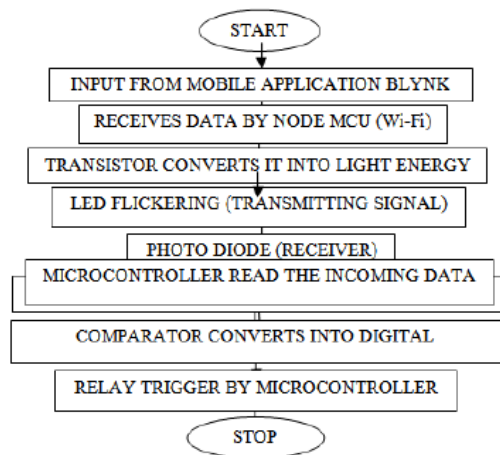 START
INPUT FROM MOBILE APPLICATION BLYNK
RECEIVES DATA BY NODE MCU (Wi-Fi)
TRANSISTOR CONVERTS IT INTO LIGHT ENERGY
LED FLICKERING (TRANSMITTING SIGNAL)
PHOTO DIODE (RECEIVER)
MICROCONTROLLER READ THE INCOMING DATA
COMPARATOR CONVERTS INTO DIGITAL
RELAY TRIGGER BY MICROCONTROLLER
STOP